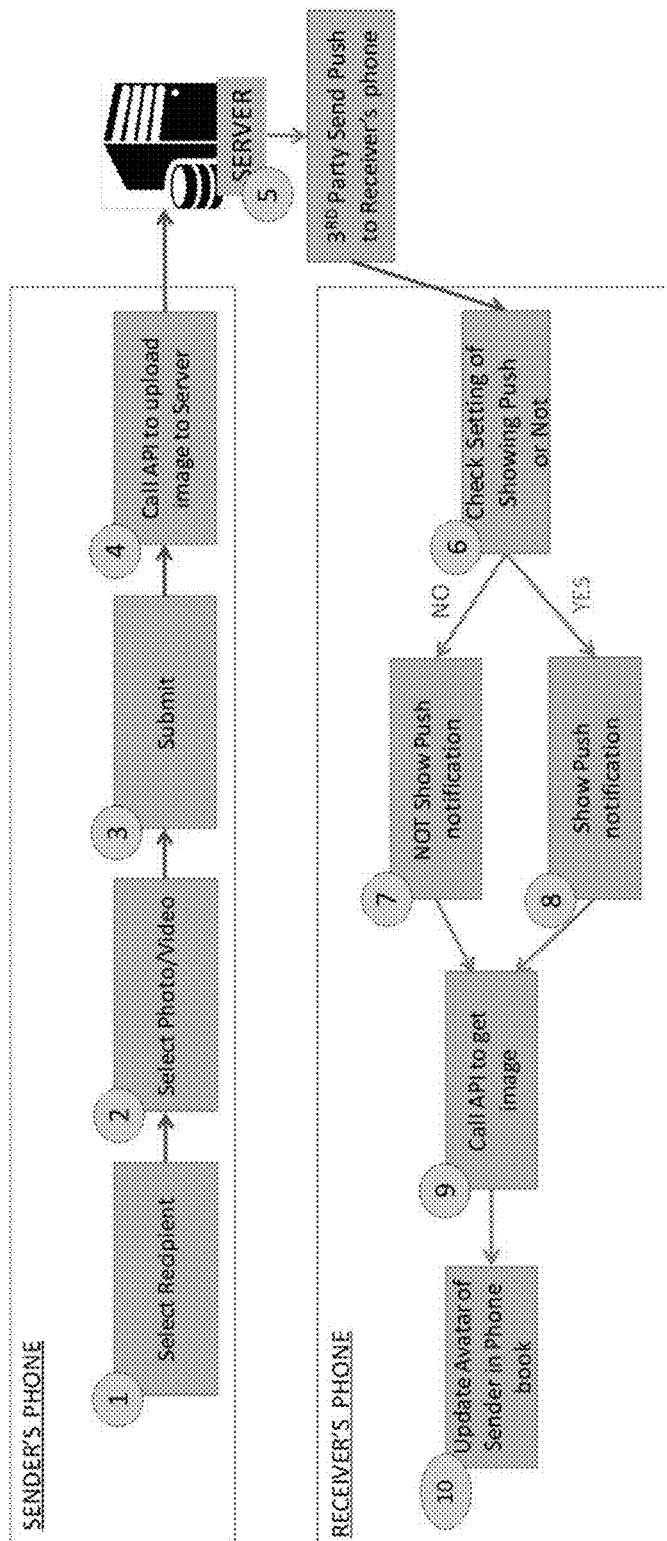 SENDER'S PHONE
1
Select Recipient
2
Select Photo/Video
3
Submit
4
Call API to upload
image to Server
5
SERVER
3RD Party Send Push
to Receiver's phone
RECEIVER'S PHONE
6
Check Setting of
Showing Push
or Not
NO
YES
7
NOT Show Push
notification
8
Show Push
notification
9
Call API to get
image
10
Update Avatar of
Sender in Phone
book